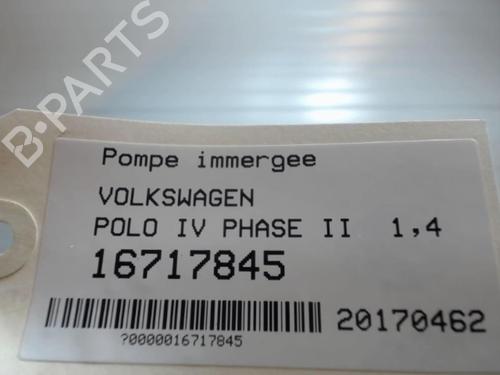 B-PARTS
Pompe immergee
VOLKSWAGEN
POLO IV PHASE II 1,4
16717845
20170462
?0000016717845